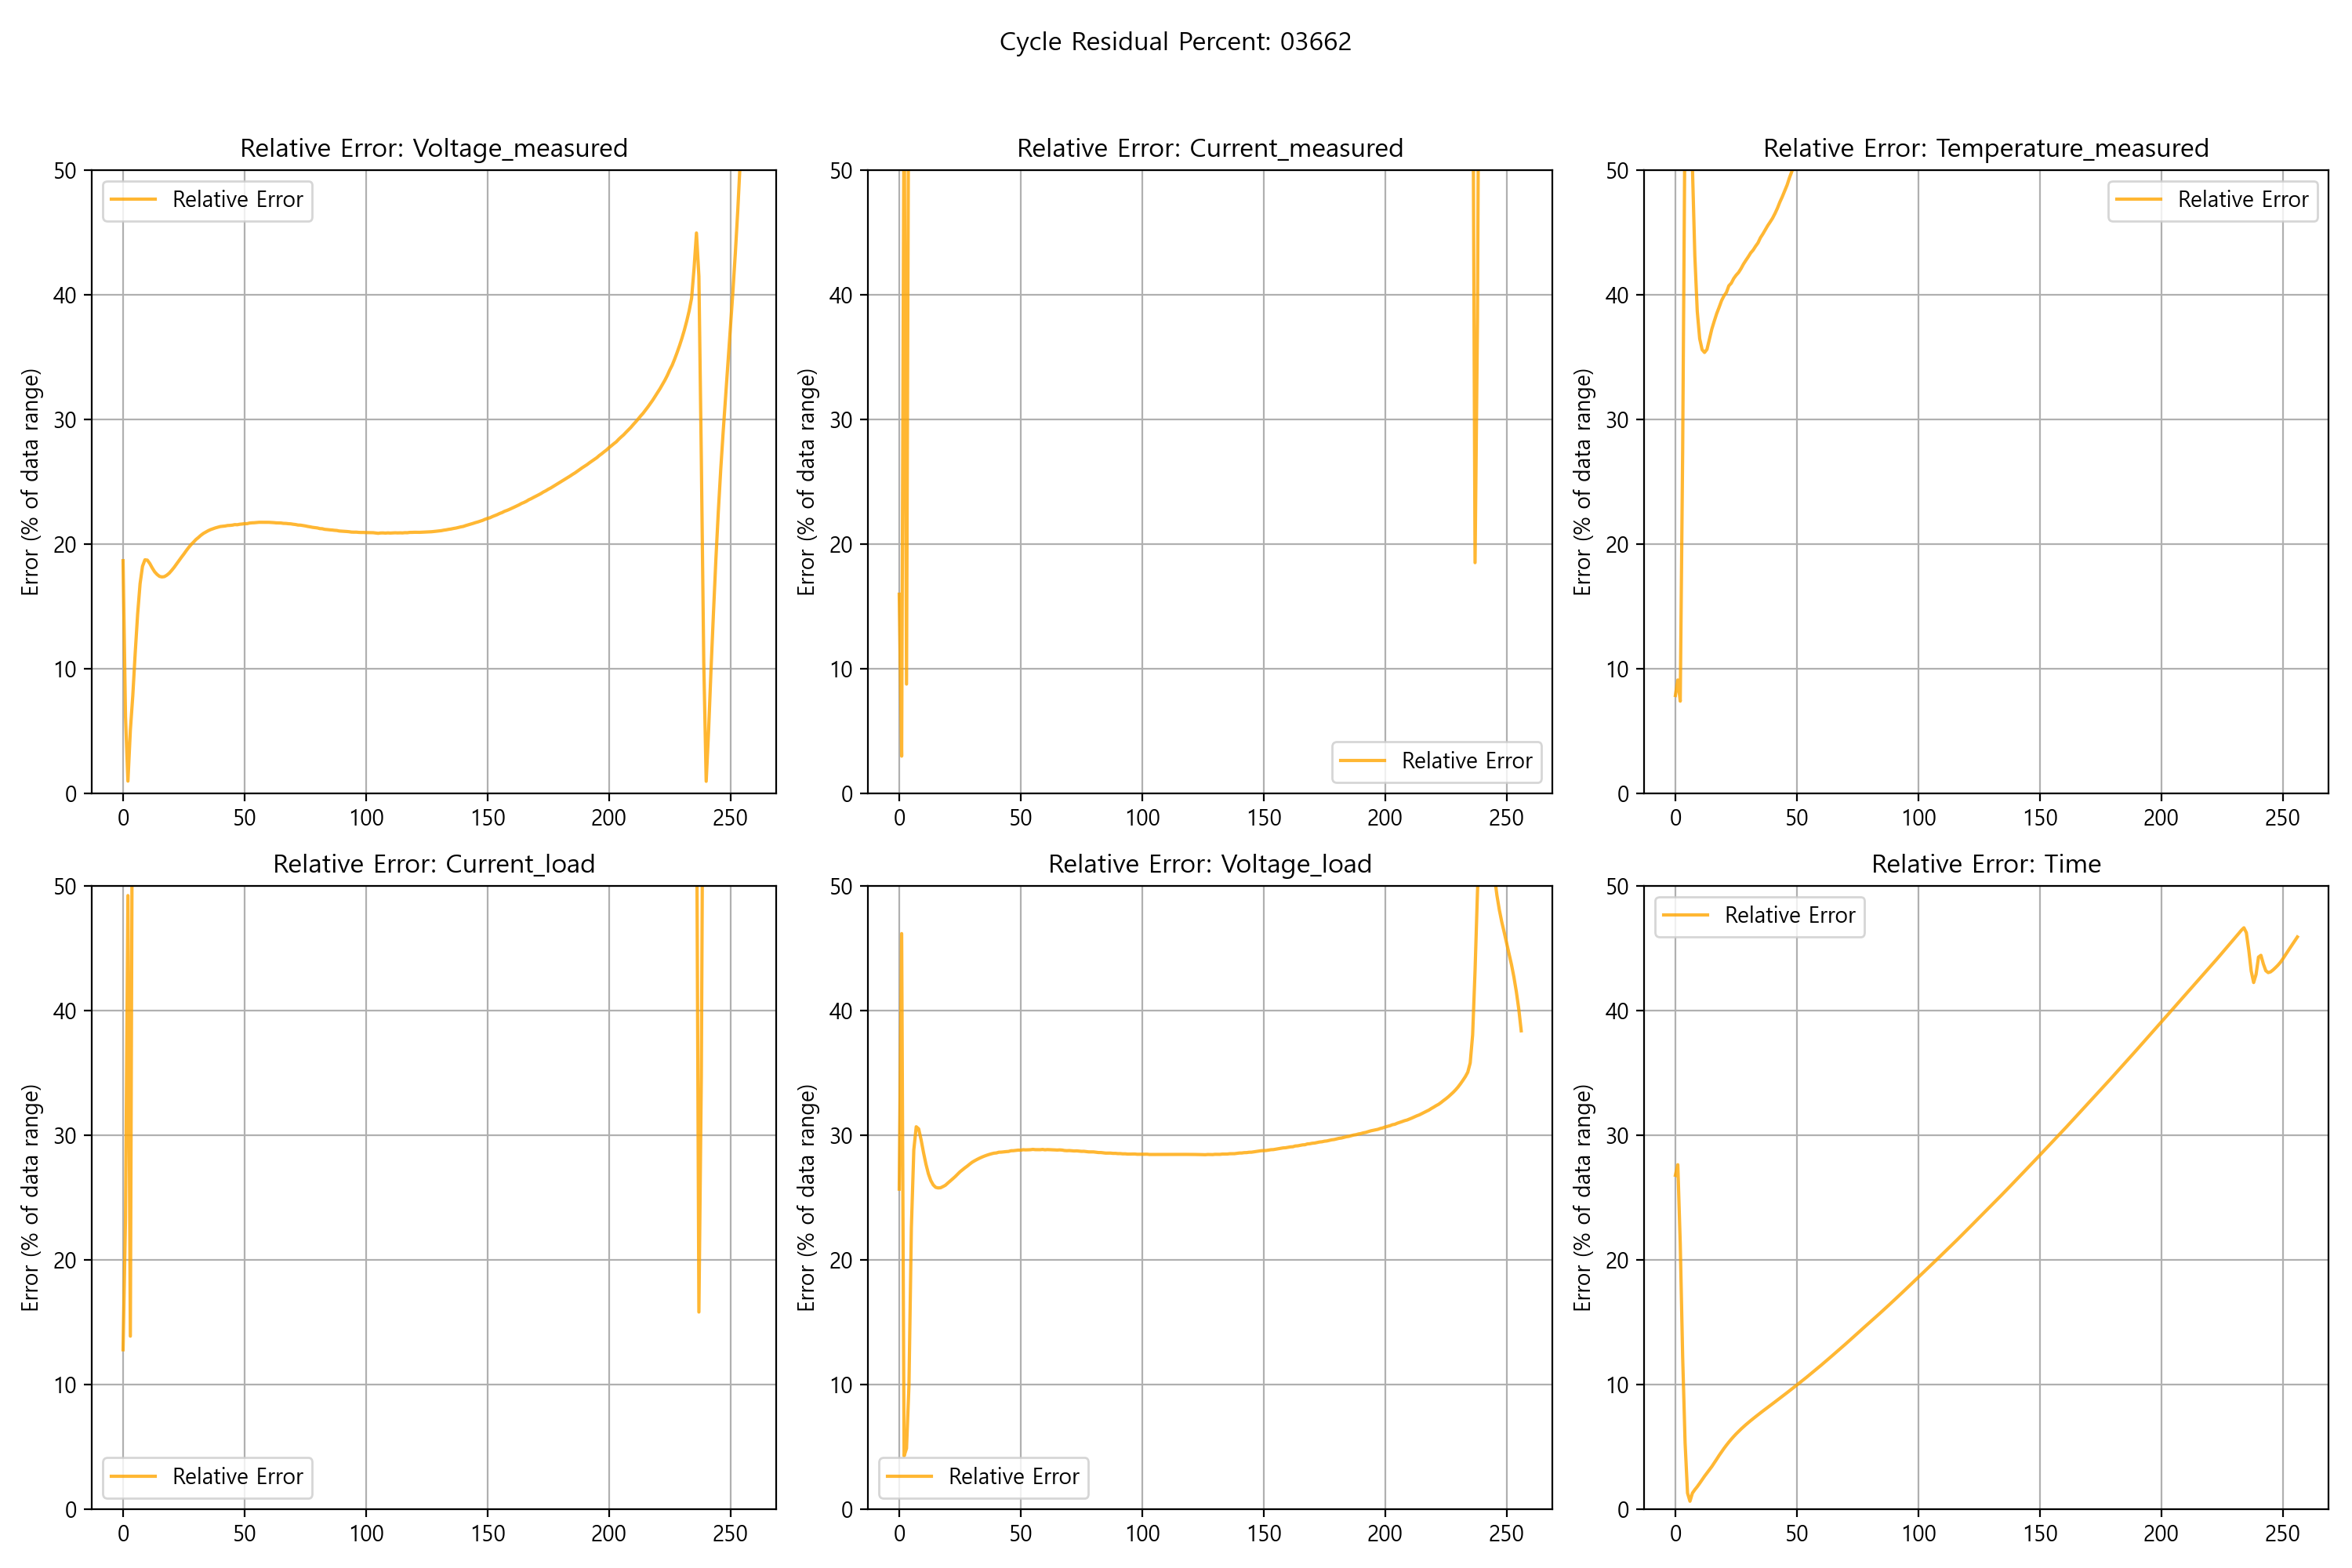 Cycle Residual Percent: 03662
Relative Error: Voltage_measured
Error (% of data range)
50
40
30
20
10
0
0 50 100 150 200 250
Relative Error
Relative Error: Current_measured
Error (% of data range)
50
40
30
20
10
0
0 50 100 150 200 250
Relative Error
Relative Error: Temperature_measured
Error (% of data range)
50
40
30
20
10
0
0 50 100 150 200 250
Relative Error
Relative Error: Current_load
Error (% of data range)
50
40
30
20
10
0
0 50 100 150 200 250
Relative Error
Relative Error: Voltage_load
Error (% of data range)
50
40
30
20
10
0
0 50 100 150 200 250
Relative Error
Relative Error: Time
Error (% of data range)
50
40
30
20
10
0
0 50 100 150 200 250
Relative Error